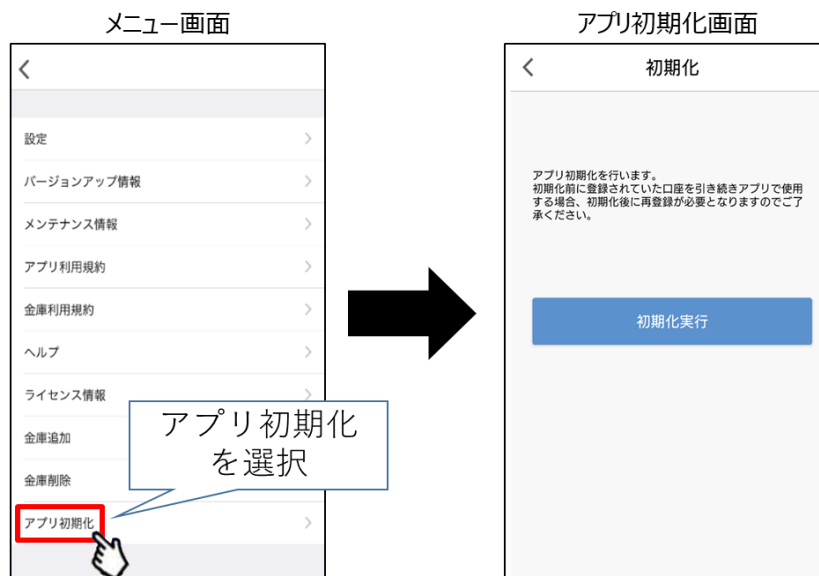 メニュー画面
設定
バージョンアップ情報
メンテナンス情報
アプリ利用規約
金庫利用規約
ヘルプ
ライセンス情報
金庫追加
金庫削除
アプリ初期化
アプリ初期化
を選択
アプリ初期化画面
初期化
アプリ初期化を行います。
初期化前に登録されていた口座を引き続きアプリで使用
する場合、初期化後に再登録が必要となりますのでご了
承ください。
初期化実行